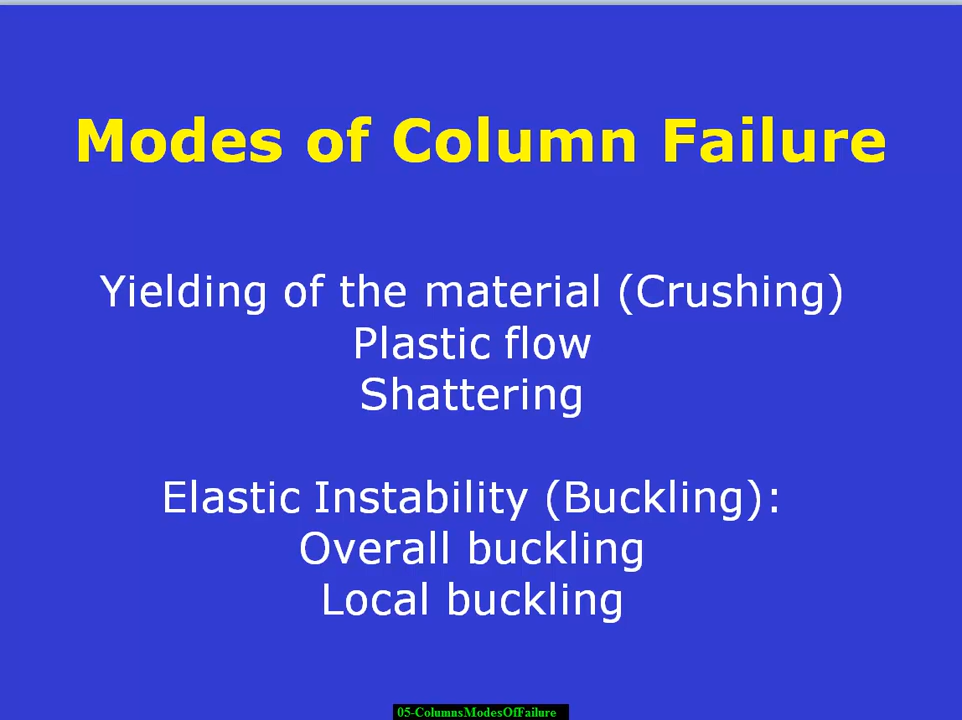 Modes of Column Failure
Yielding of the material (Crushing)
Plastic flow
Shattering
Elastic Instability (Buckling):
Overall buckling
Local buckling
05-ColumnsModesOfFailure